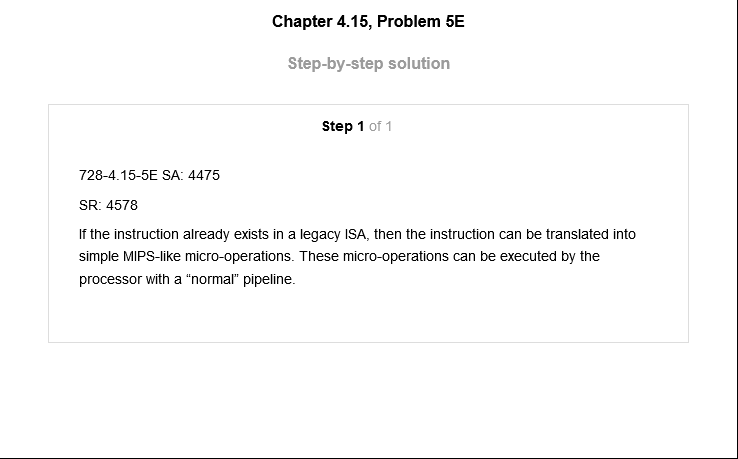 Chapter 4.15, Problem 5E
Step-by-step solution
Step 1 of 1
728-4.15-5E SA: 4475
SR: 4578
If the instruction already exists in a legacy ISA, then the instruction can be translated into
simple MIPS-like micro-operations. These micro-operations can be executed by the
processor with a “normal” pipeline.